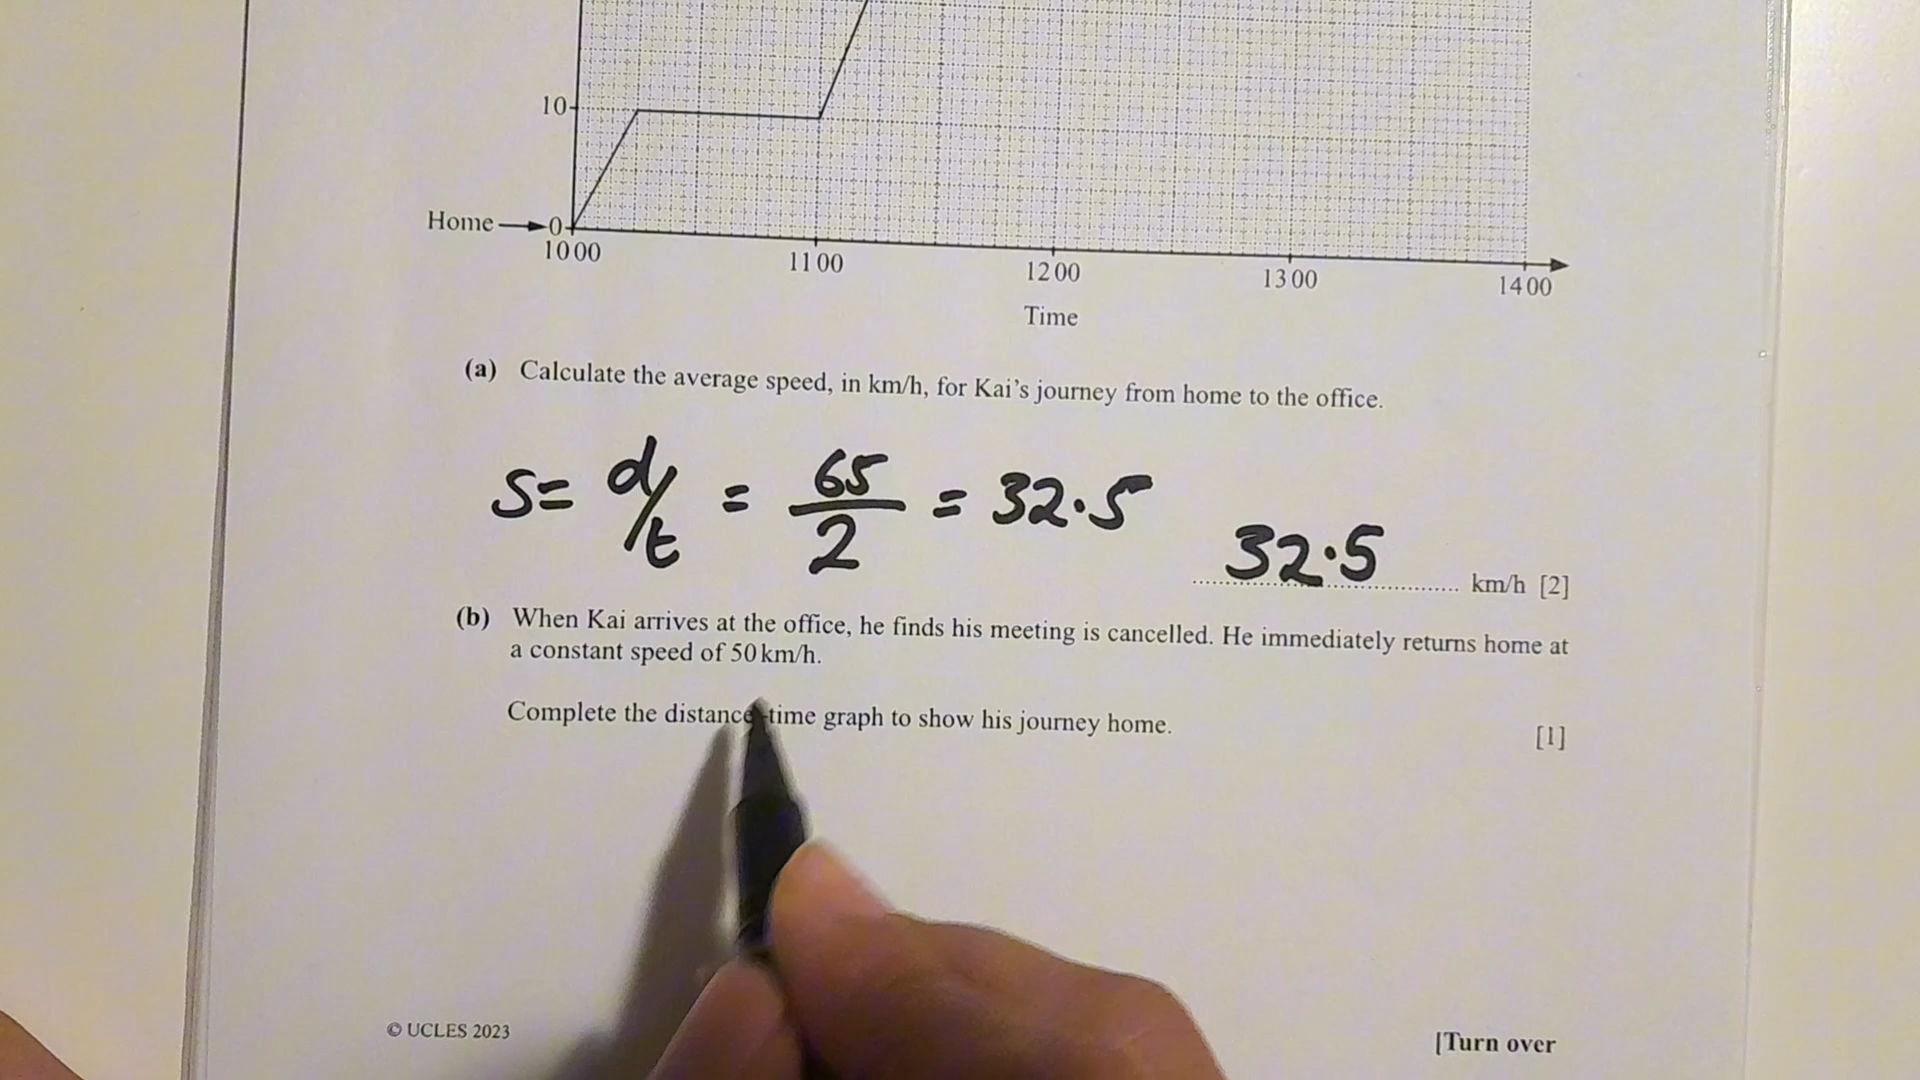 10
Home 0
10 00 11 00 12 00 13 00 14 00
Time
(a) Calculate the average speed, in km/h, for Kai's journey from home to the office.
s = d/t = 65/2 = 32.5
32.5 km/h [2]
(b) When Kai arrives at the office, he finds his meeting is cancelled. He immediately returns home at
a constant speed of 50 km/h.
Complete the distance-time graph to show his journey home. [1]
© UCLES 2023 [Turn over